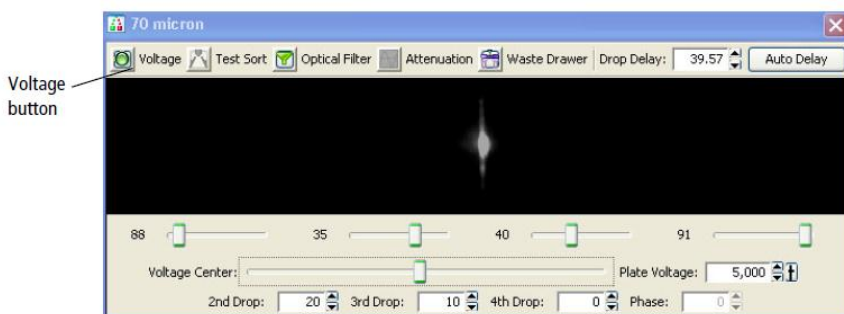 70 micron
Voltage Test Sort Optical Filter Attenuation Waste Drawer Drop Delay: 39.57 Auto Delay
Voltage
button
88 35 40 91
Voltage Center: Plate Voltage: 5,000
2nd Drop: 20 3rd Drop: 10 4th Drop: 0 Phase: 0